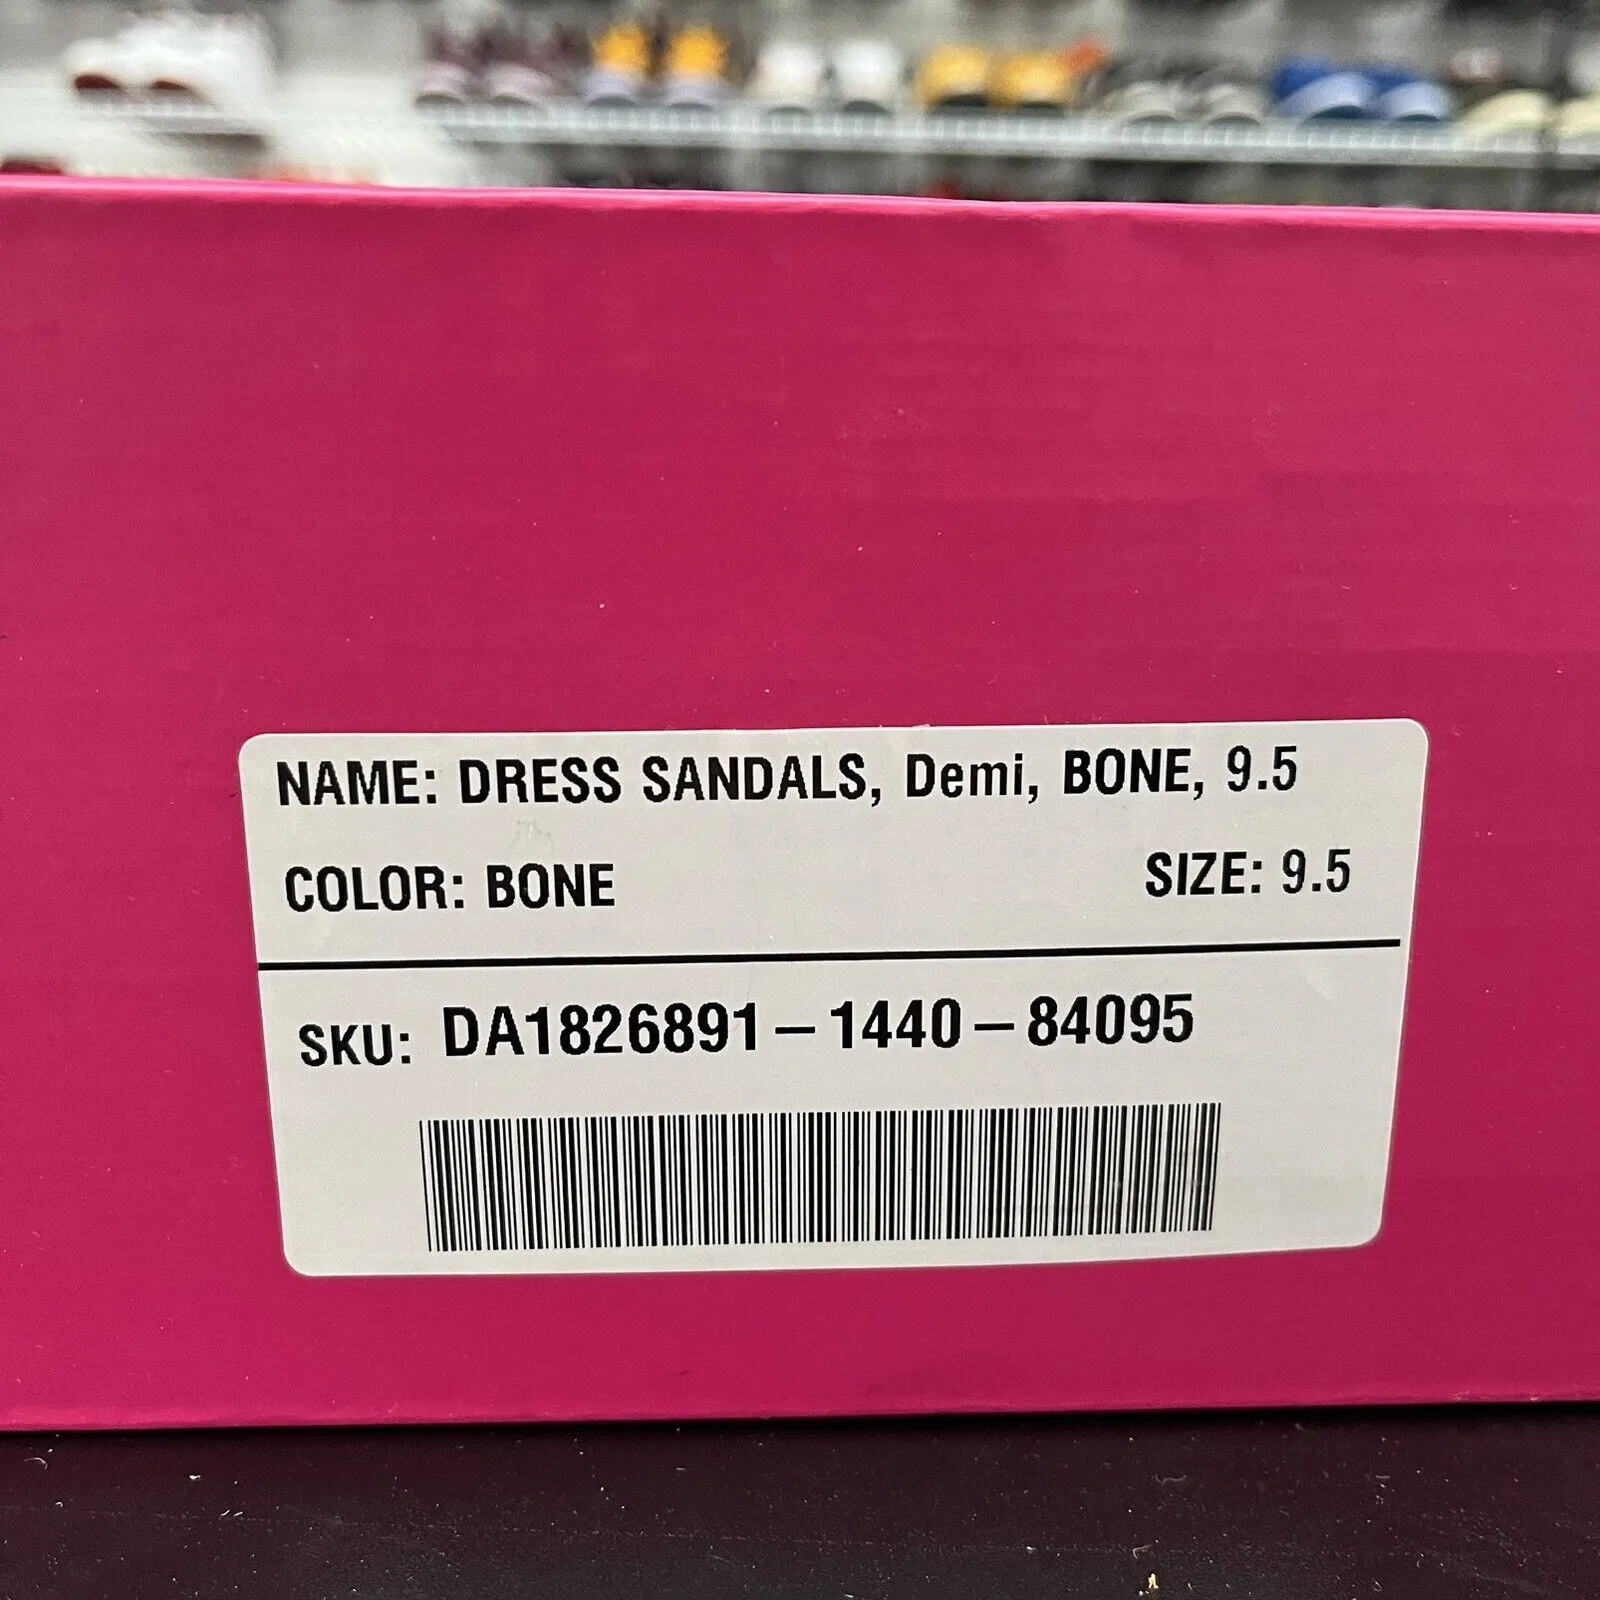 NAME: DRESS SANDALS, Demi, BONE, 9.5
COLOR: BONE SIZE: 9.5
SKU: DA1826891-1440-84095